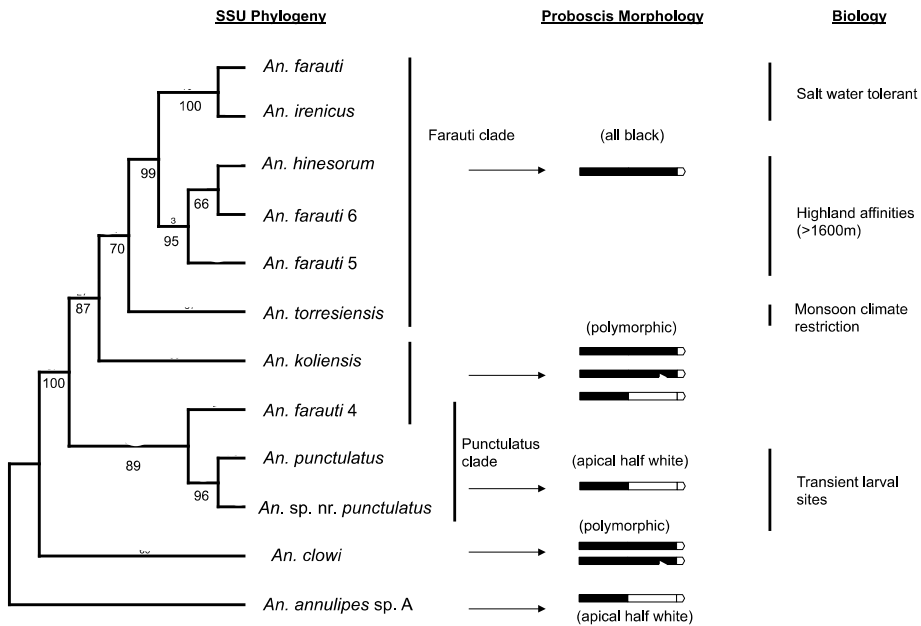 SSU Phylogeny
Proboscis Morphology
Biology
An. farauti
An. irenicus
An. hinesorum
An. farauti 6
An. farauti 5
An. torresiensis
An. koliensis
An. farauti 4
An. punctulatus
An. sp. nr. punctulatus
An. clowi
An. annulipes sp. A
100
99
66
3
95
70
87
100
89
96
Farauti clade
Punctulatus
clade
(all black)
(polymorphic)
(apical half white)
(polymorphic)
(apical half white)
Salt water tolerant
Highland affinities
(>1600m)
Monsoon climate
restriction
Transient larval
sites